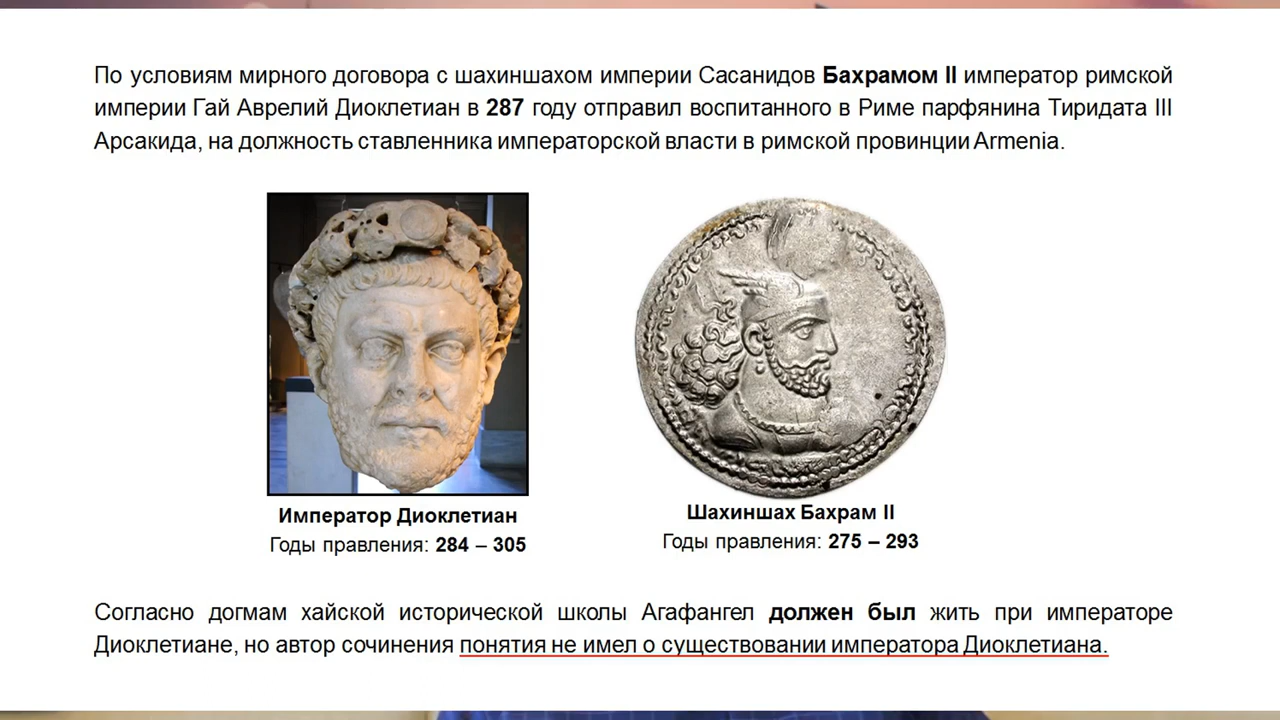 По условиям мирного договора с шахиншахом империи Сасанидов Бахрамом II император римской
империи Гай Аврелий Диоклетиан в 287 году отправил воспитанного в Риме парфянина Тиридата III
Арсакида, на должность ставленника императорской власти в римской провинции Armenia.
Император Диоклетиан
Годы правления: 284 – 305
Шахиншах Бахрам II
Годы правления: 275 – 293
Согласно догмам хайской исторической школы Агафангел должен был жить при императоре
Диоклетиане, но автор сочинения понятия не имел о существовании императора Диоклетиана.